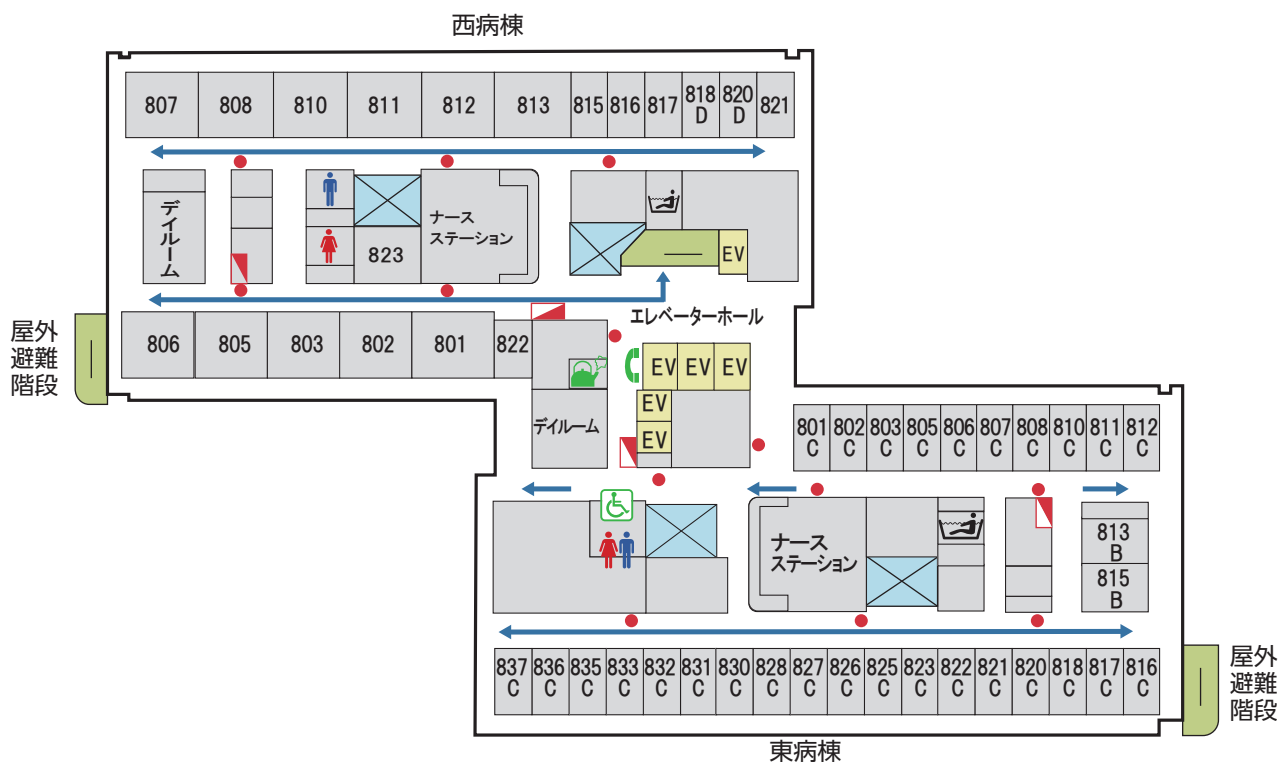 西病棟
807
808
810
811
812
813
815
816
817
818
D
820
D
821
デイルーム
823
ナース
ステーション
EV
屋外
避難
階段
806
805
803
802
801
822
エレベーターホール
EV
EV
EV
EV
EV
デイルーム
801
C
802
C
803
C
805
C
806
C
807
C
808
C
810
C
811
C
812
C
ナース
ステーション
813
B
815
B
837
C
836
C
835
C
833
C
832
C
831
C
830
C
828
C
827
C
826
C
825
C
823
C
822
C
821
C
820
C
818
C
817
C
816
C
屋外
避難
階段
東病棟